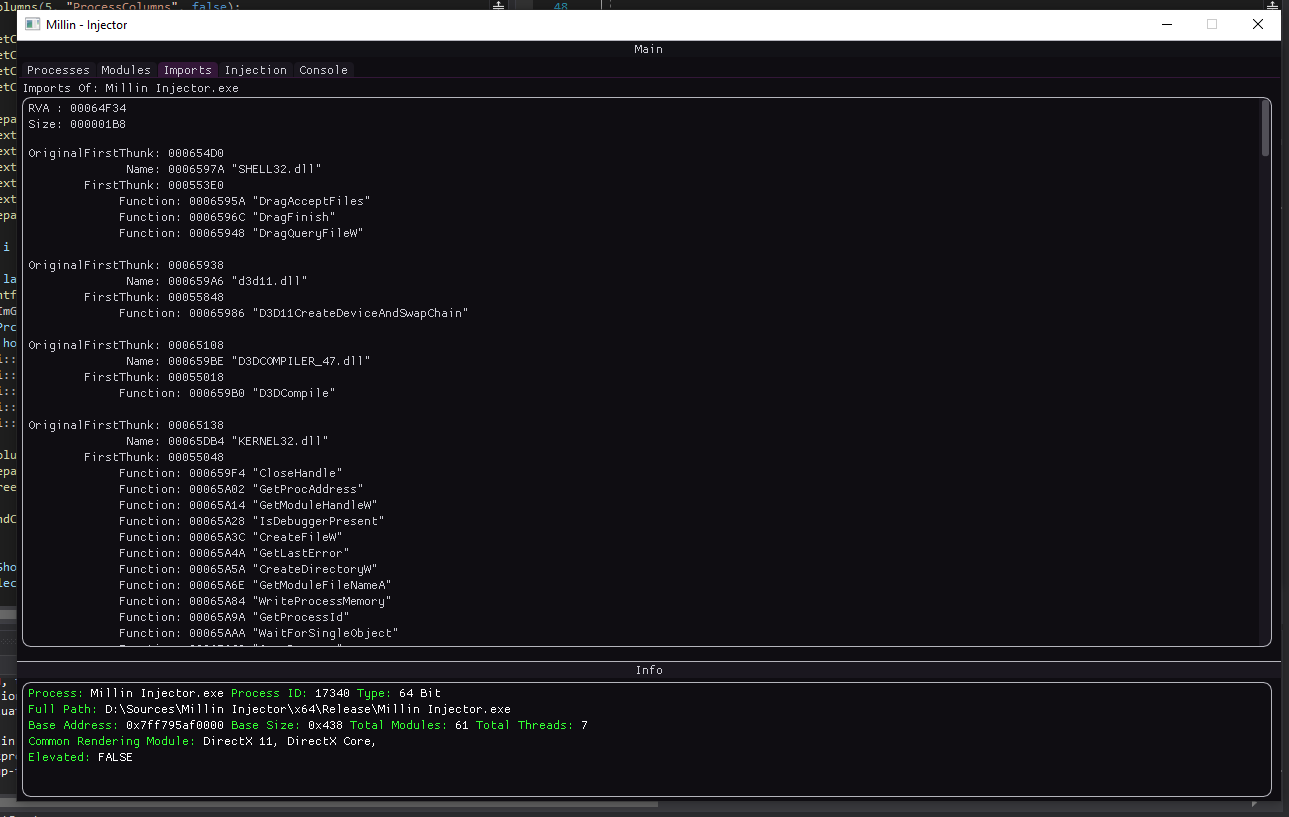 olumns(5, "ProcessColumns", false);
48
Millin - Injector
Main
Processes Modules Imports Injection Console
Imports Of: Millin Injector.exe
RVA : 00064F34
Size: 000001B8
OriginalFirstThunk: 000654D0
Name: 0006597A "SHELL32.dll"
FirstThunk: 000553E0
Function: 0006595A "DragAcceptFiles"
Function: 0006596C "DragFinish"
Function: 00065948 "DragQueryFileW"
OriginalFirstThunk: 00065938
Name: 000659A6 "d3d11.dll"
FirstThunk: 00055848
Function: 00065986 "D3D11CreateDeviceAndSwapChain"
OriginalFirstThunk: 00065108
Name: 000659BE "D3DCOMPILER_47.dll"
FirstThunk: 00055018
Function: 000659B0 "D3DCompile"
OriginalFirstThunk: 00065138
Name: 00065DB4 "KERNEL32.dll"
FirstThunk: 00055048
Function: 000659F4 "CloseHandle"
Function: 00065A02 "GetProcAddress"
Function: 00065A14 "GetModuleHandleW"
Function: 00065A28 "IsDebuggerPresent"
Function: 00065A3C "CreateFileW"
Function: 00065A4A "GetLastError"
Function: 00065A5A "CreateDirectoryW"
Function: 00065A6E "GetModuleFileNameA"
Function: 00065A84 "WriteProcessMemory"
Function: 00065A9A "GetProcessId"
Function: 00065AAA "WaitForSingleObject"
Info
Process: Millin Injector.exe Process ID: 17340 Type: 64 Bit
Full Path: D:\Sources\Millin Injector\x64\Release\Millin Injector.exe
Base Address: 0x7ff795af0000 Base Size: 0x438 Total Modules: 61 Total Threads: 7
Common Rendering Module: DirectX 11, DirectX Core,
Elevated: FALSE